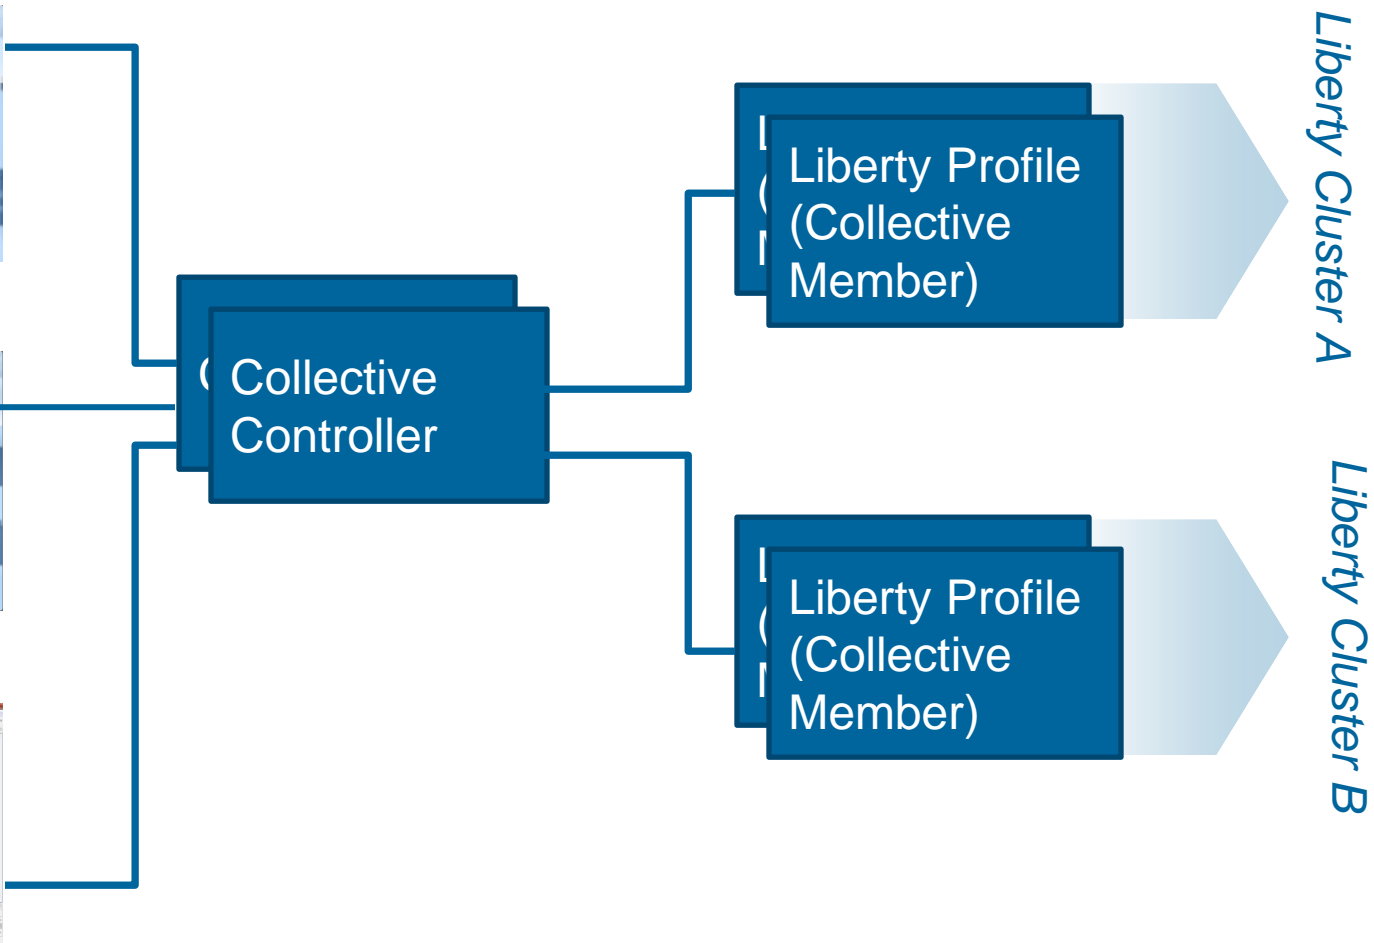 Collective
Controller
Liberty Profile
(Collective
Member)
Liberty Cluster A
Liberty Profile
(Collective
Member)
Liberty Cluster B